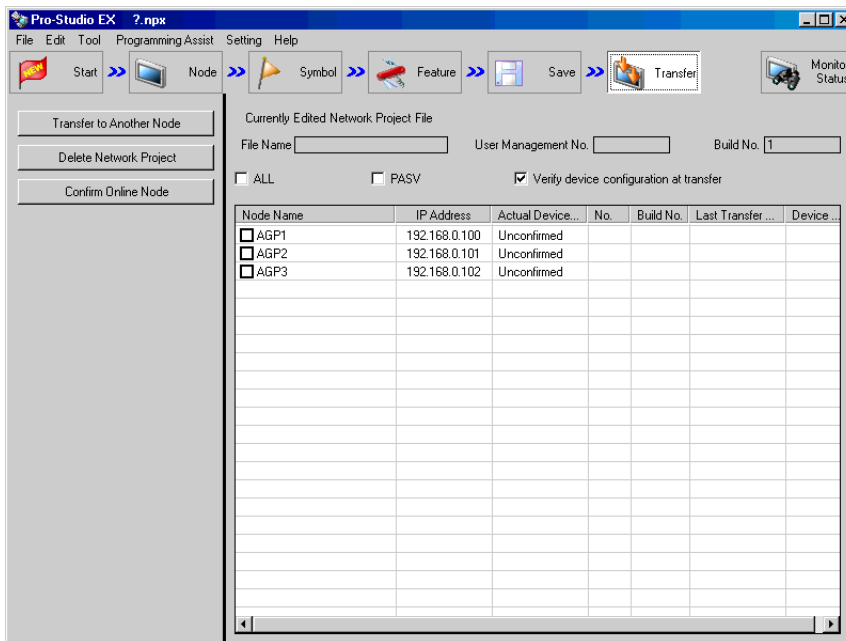 Pro-Studio EX ?.npx
File Edit Tool Programming Assist Setting Help
NEW Start Node Symbol Feature Save Transfer Monito Status
Transfer to Another Node
Delete Network Project
Confirm Online Node
Currently Edited Network Project File
File Name User Management No. Build No. 1
ALL PASV Verify device configuration at transfer
Node Name IP Address Actual Device... No. Build No. Last Transfer ... Device ...
AGP1 192.168.0.100 Unconfirmed
AGP2 192.168.0.101 Unconfirmed
AGP3 192.168.0.102 Unconfirmed